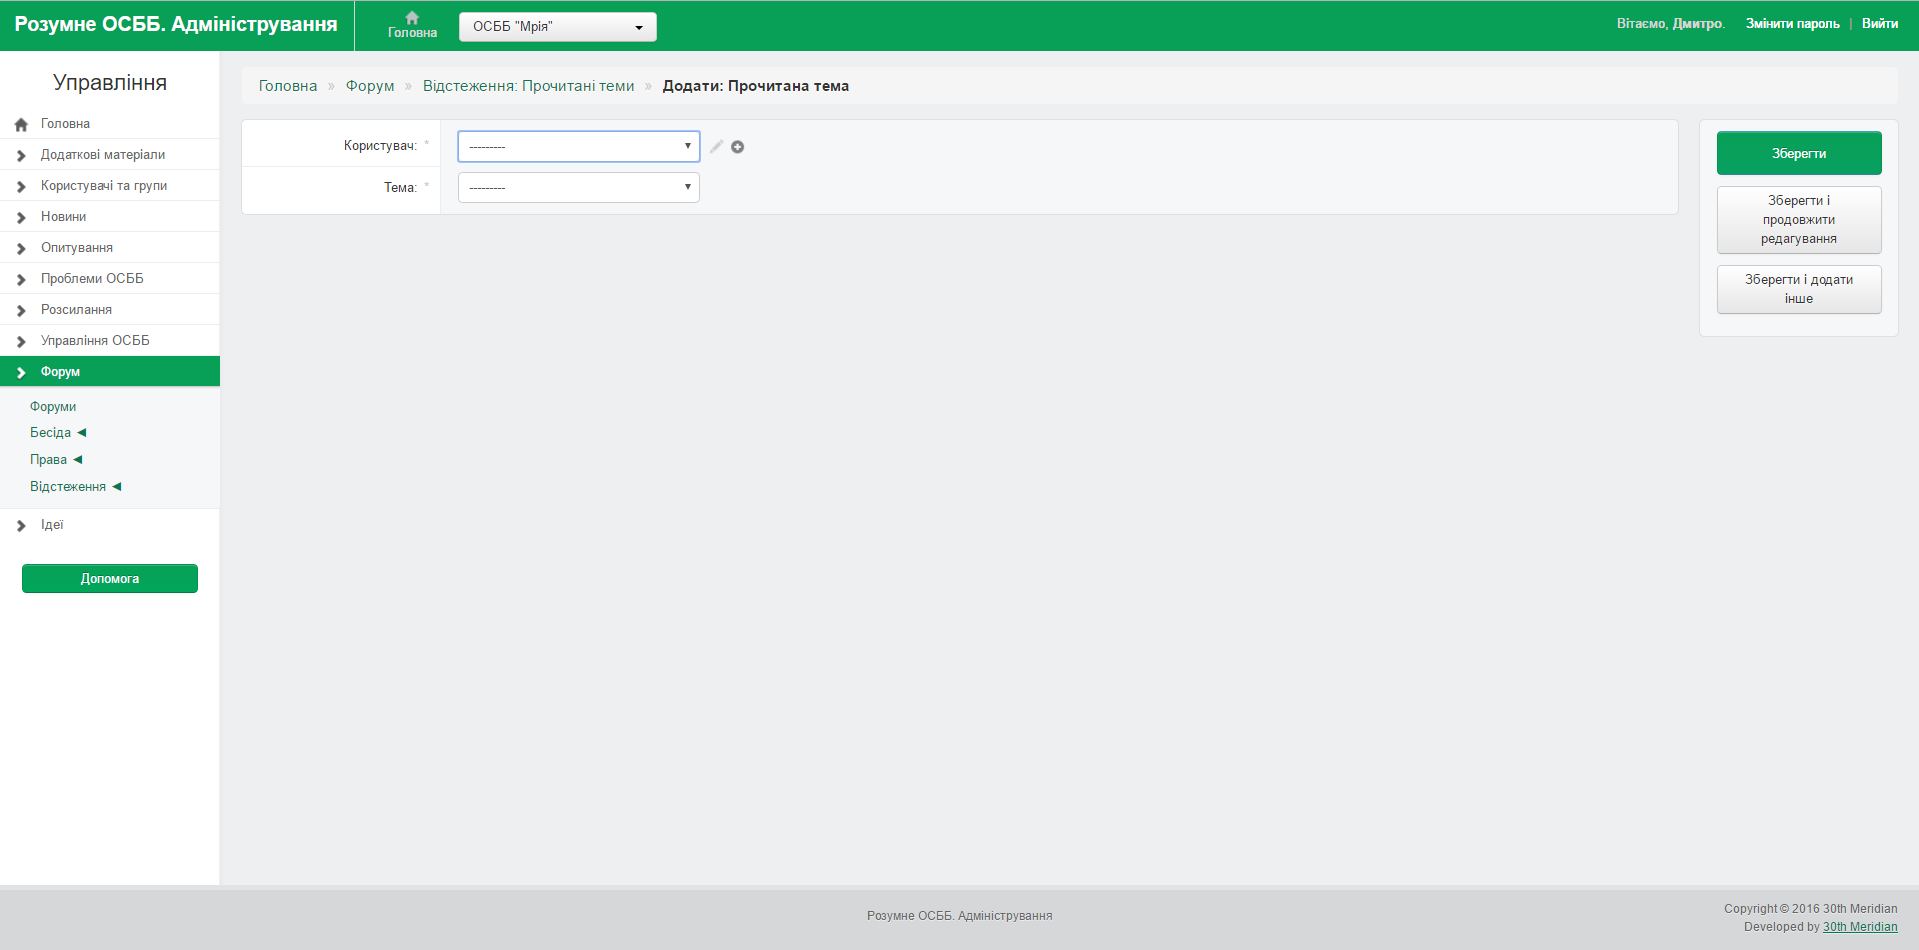 Розумне ОСББ. Адміністрування
Головна
ОСББ "Мрія"
Вітаємо, Дмитро.
Змінити пароль | Вийти
Управління
Головна
Додаткові матеріали
Користувачі та групи
Новини
Опитування
Проблеми ОСББ
Розсилання
Управління ОСББ
Форум
Форуми
Бесіда ◀
Права ◀
Відстеження ◀
Ідеї
Допомога
Головна » Форум » Відстеження: Прочитані теми » Додати: Прочитана тема
Користувач: *
---------
Тема: *
---------
Зберегти
Зберегти і
продовжити
редагування
Зберегти і додати
інше
Розумне ОСББ. Адміністрування
Copyright © 2016 30th Meridian
Developed by 30th Meridian